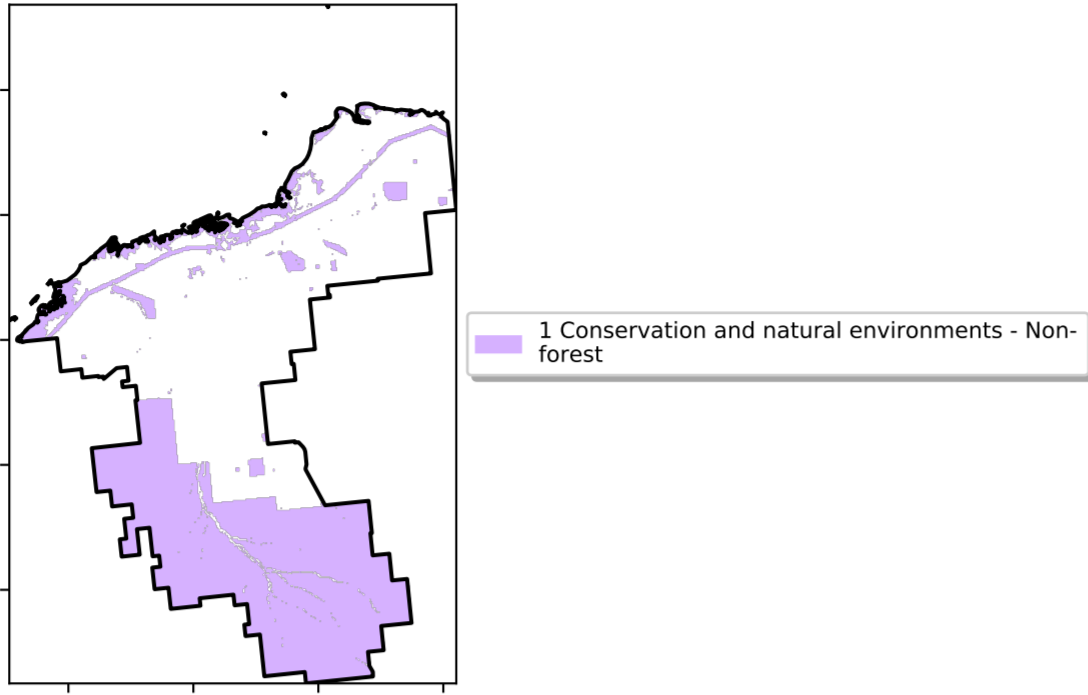 1 Conservation and natural environments - Non-
forest